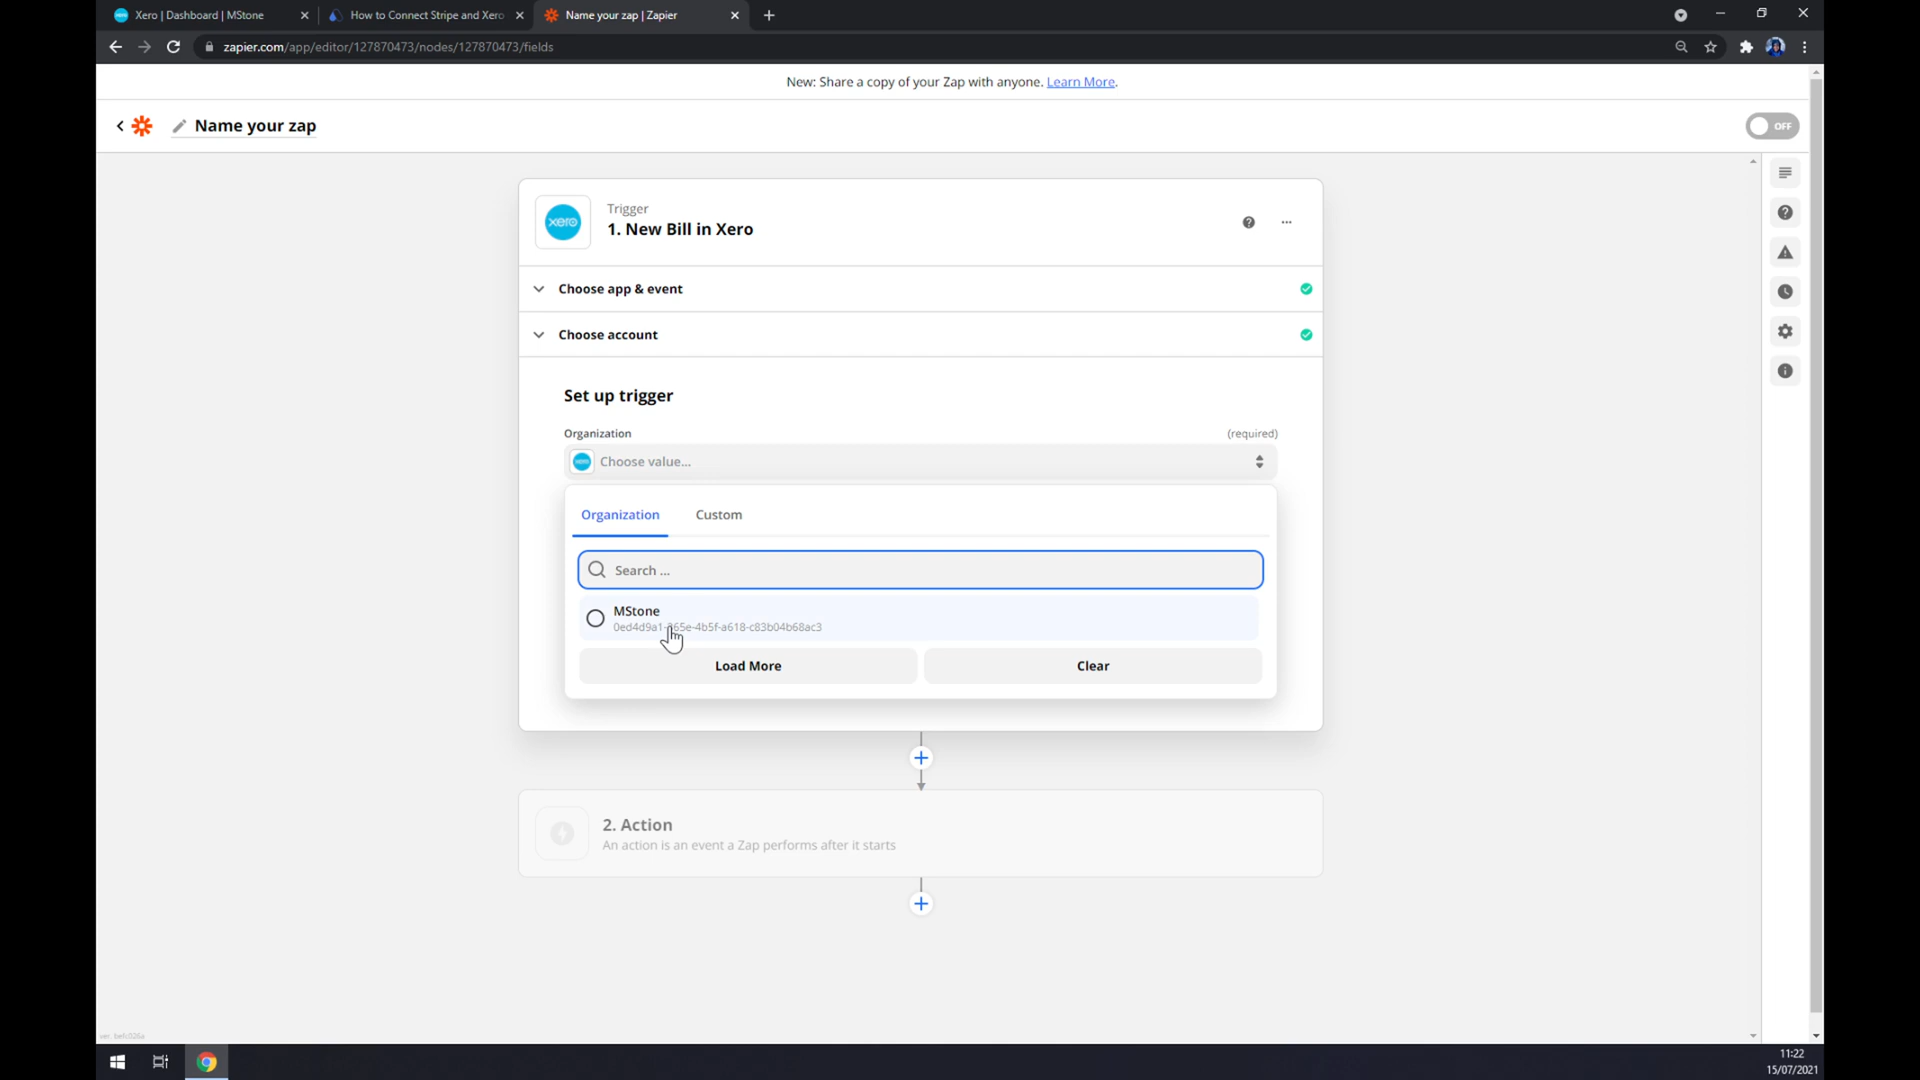 Xero | Dashboard | MStone
How to Connect Stripe and Xero
Name your zap | Zapier
zapier.com/app/editor/127870473/nodes/127870473/fields
New: Share a copy of your Zap with anyone. Learn More.
Name your zap
OFF
xero
Trigger
1. New Bill in Xero
Choose app & event
Choose account
Set up trigger
Organization
(required)
Choose value...
Organization
Custom
Search ...
MStone
Load More
Clear
2. Action
An action is an event a Zap performs after it starts
11:22
15/07/2021